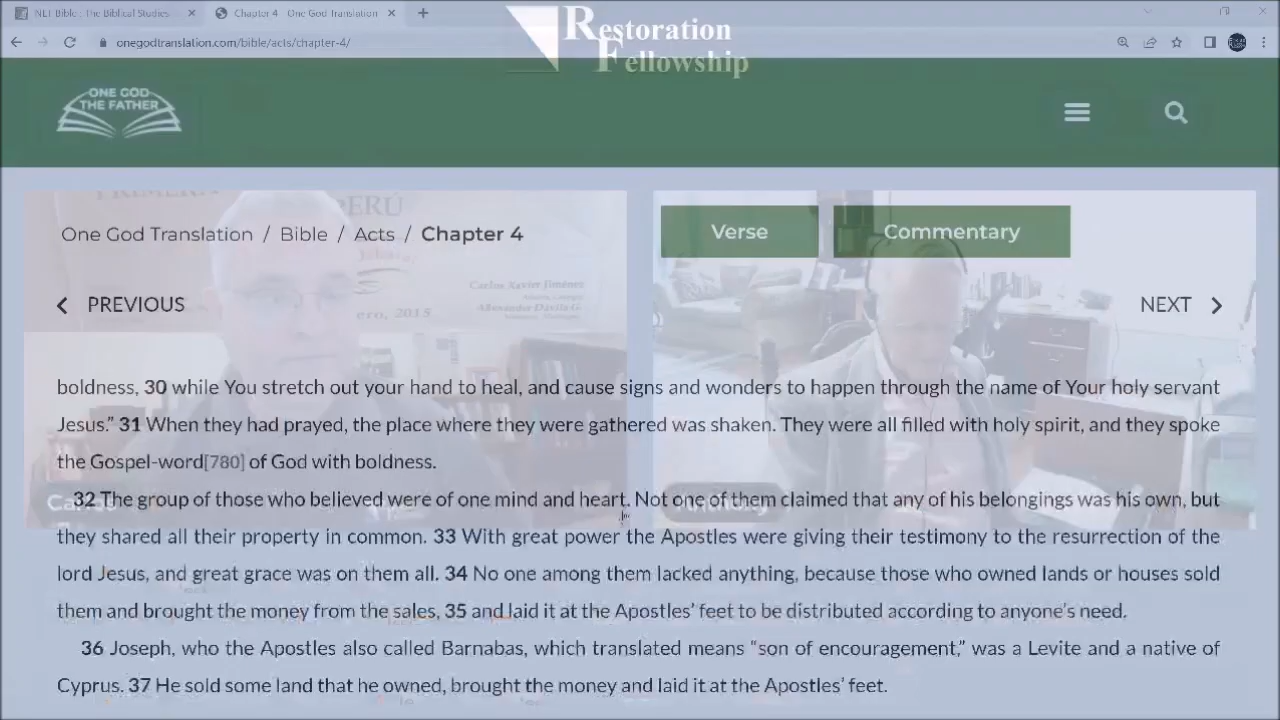 NET Bible : The Biblical Studies
Chapter 4 - One God Translation
onegodtranslation.com/bible/acts/chapter-4/
Restoration
Fellowship
ONE GOD
THE FATHER
PERÚ
Carlos Xavier Jiménez
Alexander Dávila G.
ero, 2015
One God Translation / Bible / Acts / Chapter 4
Verse
Commentary
PREVIOUS
NEXT
boldness, 30 while You stretch out your hand to heal, and cause signs and wonders to happen through the name of Your holy servant
Jesus.” 31 When they had prayed, the place where they were gathered was shaken. They were all filled with holy spirit, and they spoke
the Gospel-word[780] of God with boldness.
32 The group of those who believed were of one mind and heart. Not one of them claimed that any of his belongings was his own, but
they shared all their property in common. 33 With great power the Apostles were giving their testimony to the resurrection of the
lord Jesus, and great grace was on them all. 34 No one among them lacked anything, because those who owned lands or houses sold
them and brought the money from the sales, 35 and laid it at the Apostles’ feet to be distributed according to anyone’s need.
36 Joseph, who the Apostles also called Barnabas, which translated means “son of encouragement,” was a Levite and a native of
Cyprus. 37 He sold some land that he owned, brought the money and laid it at the Apostles’ feet.